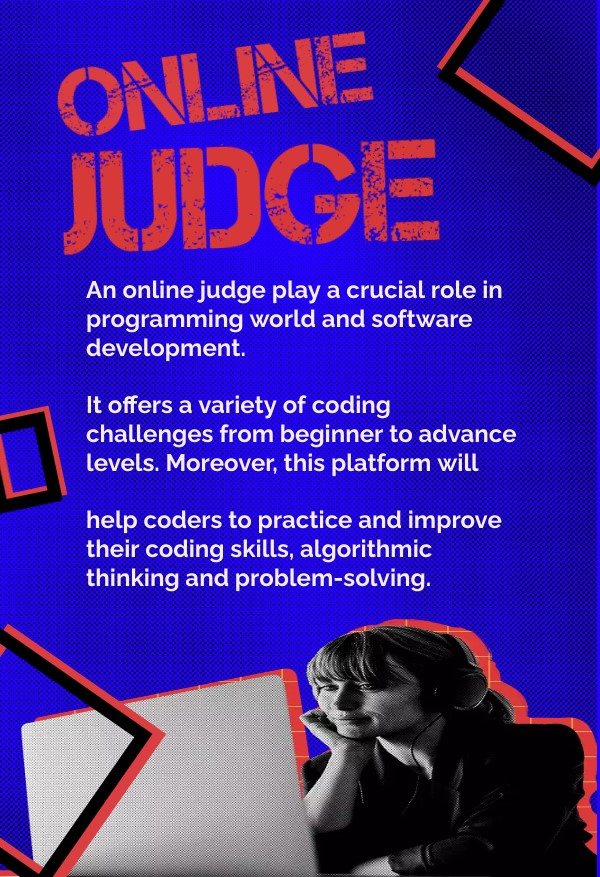 ONLINE
JUDGE
An online judge play a crucial role in
programming world and software
development.
It offers a variety of coding
challenges from beginner to advance
levels. Moreover, this platform will
help coders to practice and improve
their coding skills, algorithmic
thinking and problem-solving.